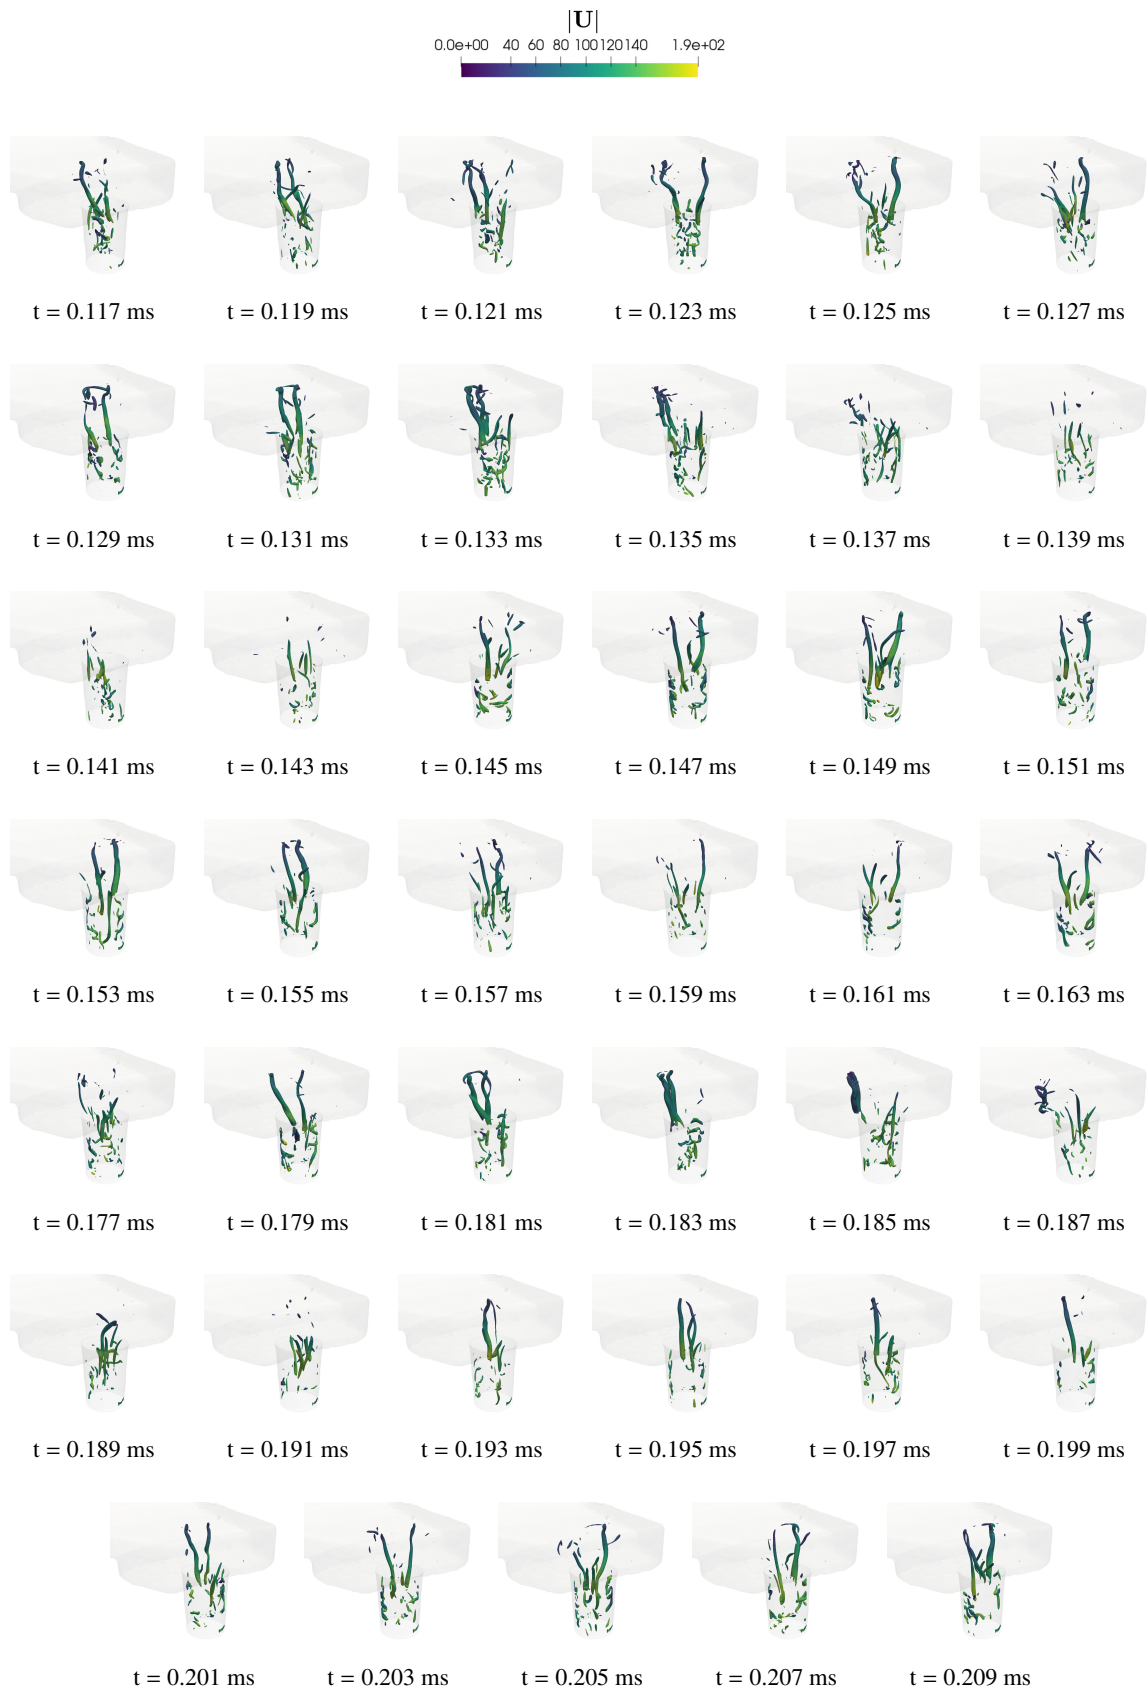 |U|
0.0e+00 40 60 80 100 120 140 1.9e+02
t = 0.117 ms t = 0.119 ms t = 0.121 ms t = 0.123 ms t = 0.125 ms t = 0.127 ms
t = 0.129 ms t = 0.131 ms t = 0.133 ms t = 0.135 ms t = 0.137 ms t = 0.139 ms
t = 0.141 ms t = 0.143 ms t = 0.145 ms t = 0.147 ms t = 0.149 ms t = 0.151 ms
t = 0.153 ms t = 0.155 ms t = 0.157 ms t = 0.159 ms t = 0.161 ms t = 0.163 ms
t = 0.177 ms t = 0.179 ms t = 0.181 ms t = 0.183 ms t = 0.185 ms t = 0.187 ms
t = 0.189 ms t = 0.191 ms t = 0.193 ms t = 0.195 ms t = 0.197 ms t = 0.199 ms
t = 0.201 ms t = 0.203 ms t = 0.205 ms t = 0.207 ms t = 0.209 ms